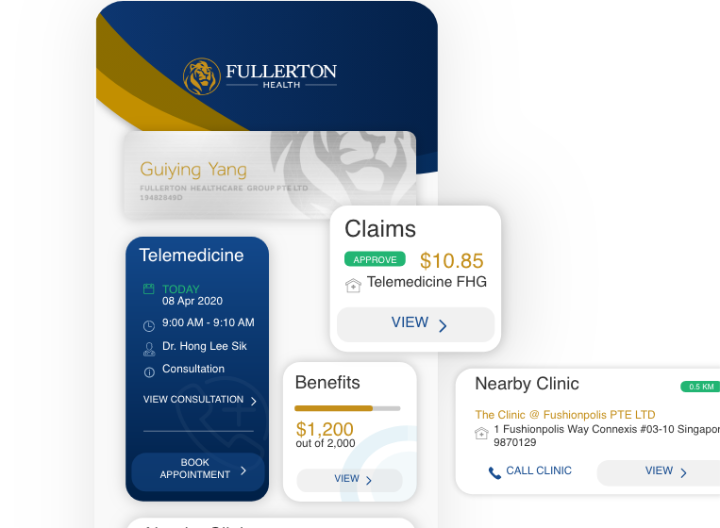 FULLERTON
HEALTH
Guiying Yang
FULLERTON HEALTHCARE GROUP PTE LTD
Claims
APPROVE $10.85
Telemedicine FHG
VIEW
Telemedicine
TODAY
08 Apr 2020
9:00 AM - 9:10 AM
Dr. Hong Lee Sik
Consultation
VIEW CONSULTATION
BOOK
APPOINTMENT
Benefits
$1,200
out of 2,000
VIEW
Nearby Clinic
0.5 KM
The Clinic @ Fushionpolis PTE LTD
1 Fushionpolis Way Connexis #03-10 Singapor
9870129
CALL CLINIC
VIEW